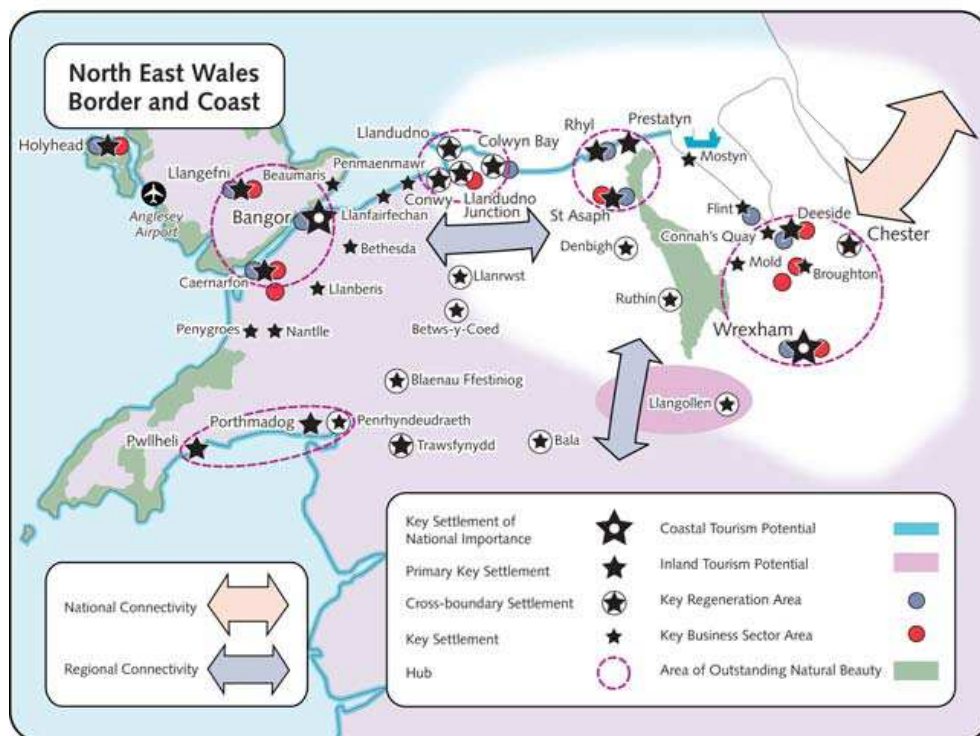 North East Wales
Border and Coast
Holyhead
Llangefni
Beaumaris
Penmaenmawr
Llandudno
Colwyn Bay
Rhyl
Prestatyn
Mostyn
Anglesey
Airport
Bangor
Llanfairfechan
Conwy
Llandudno
Junction
St Asaph
Flint
Deeside
Connah's Quay
Chester
Bethesda
Denbigh
Mold
Broughton
Caernarfon
Llanberis
Llanrwst
Ruthin
Penygroes
Nantlle
Betws-y-Coed
Wrexham
Blaenau Ffestiniog
Llangollen
Porthmadog
Penrhyndeudraeth
Pwllheli
Trawsfynydd
Bala
Key Settlement of
National Importance
Primary Key Settlement
Cross-boundary Settlement
Key Settlement
Hub
Coastal Tourism Potential
Inland Tourism Potential
Key Regeneration Area
Key Business Sector Area
Area of Outstanding Natural Beauty
National Connectivity
Regional Connectivity